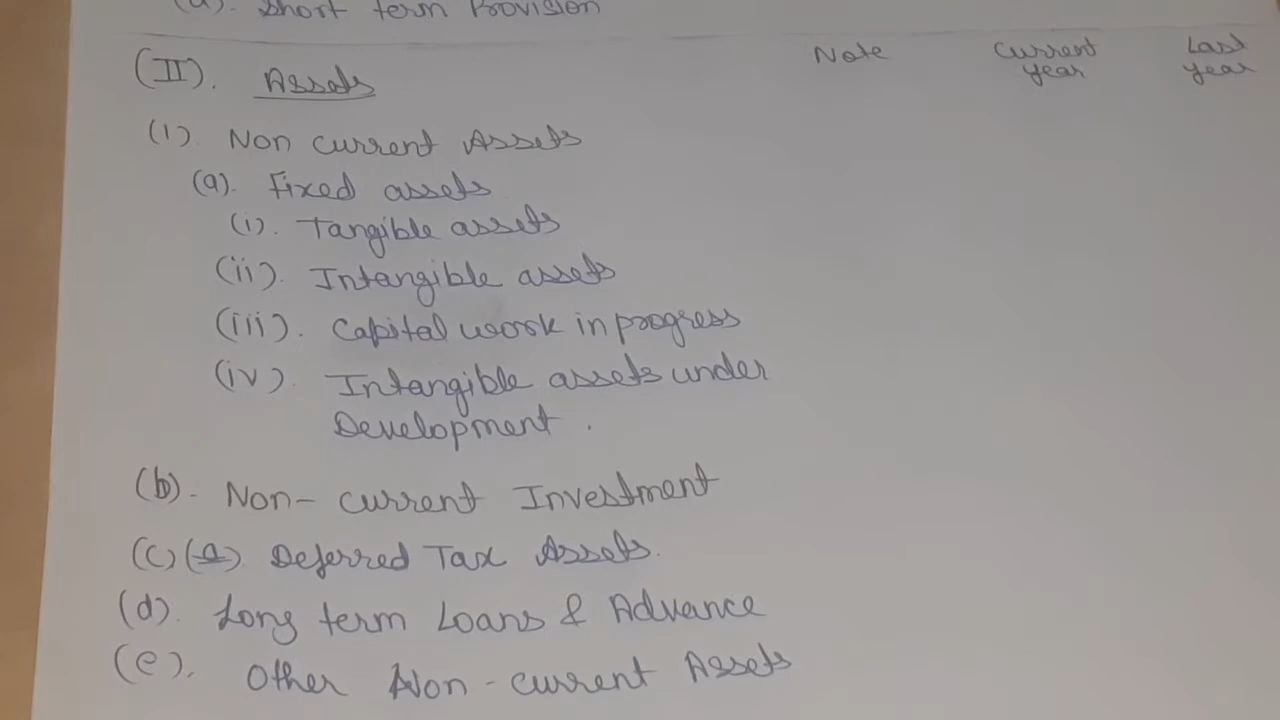 (d). Short term Provision
Note Current year Last year
(II). Assets
(1). Non current Assets
(a). Fixed assets
(i). Tangible assets
(ii). Intangible assets
(iii). Capital work in progress
(iv). Intangible assets under
Development.
(b). Non-current Investment
(c) (a) Deferred Tax Assets.
(d). Long term Loans & Advance
(e). Other Non-current Assets